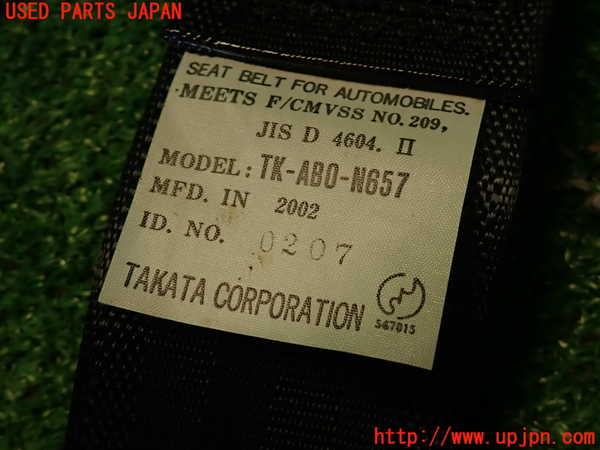 USED PARTS JAPAN
SEAT BELT FOR AUTOMOBILES.
·MEETS F/CMVSS NO. 209,
JIS D 4604. II
MODEL: TK-AB0-N657
MFD. IN 2002
ID. NO. 0207
TAKATA CORPORATION
567015
http://www.upjpn.com